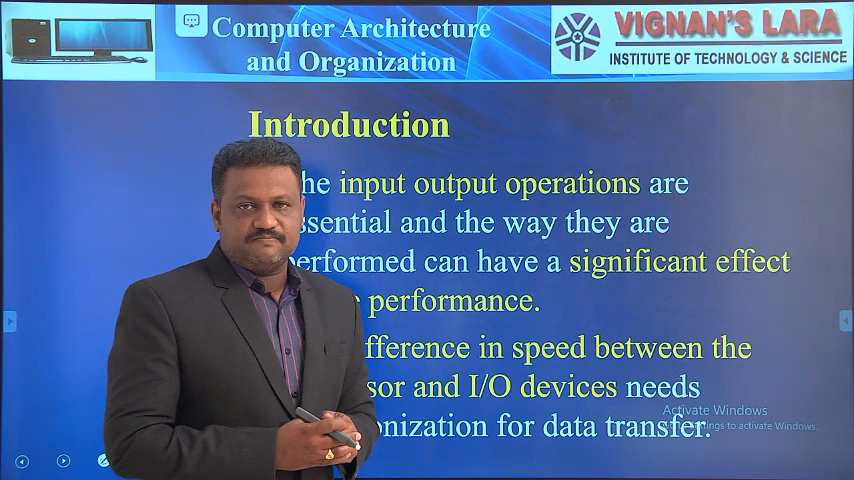 Computer Architecture
and Organization
VIGNAN'S LARA
INSTITUTE OF TECHNOLOGY & SCIENCE
Introduction
he input output operations are
ssential and the way they are
performed can have a significant effect
performance.
fference in speed between the
sor and I/O devices needs
onization for data transfer.
Activate Windows
ngs to activate Windows.